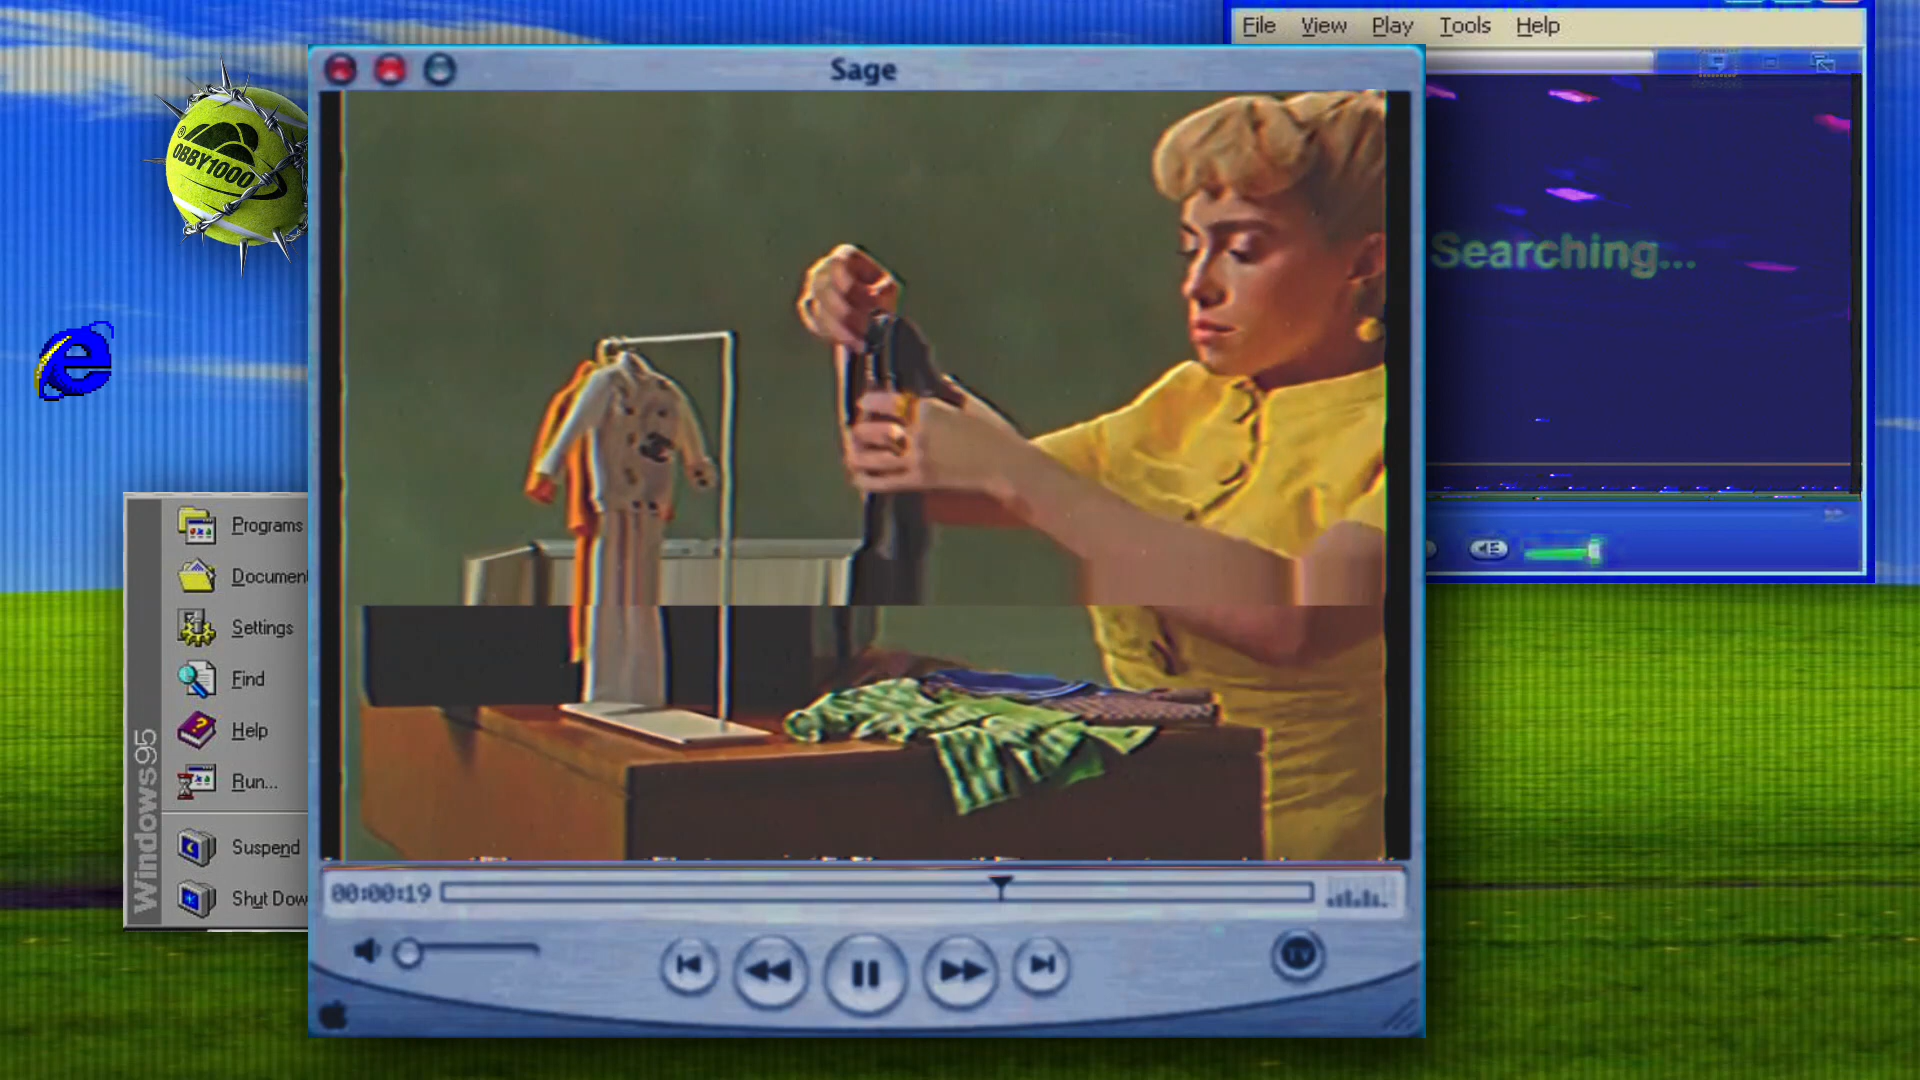 File View Play Tools Help
Sage
® OBBY1000
Searching...
Programs
Documen
Settings
Find
Help
Run...
Suspend
Shut Dow
Windows95
00:00:19
TV